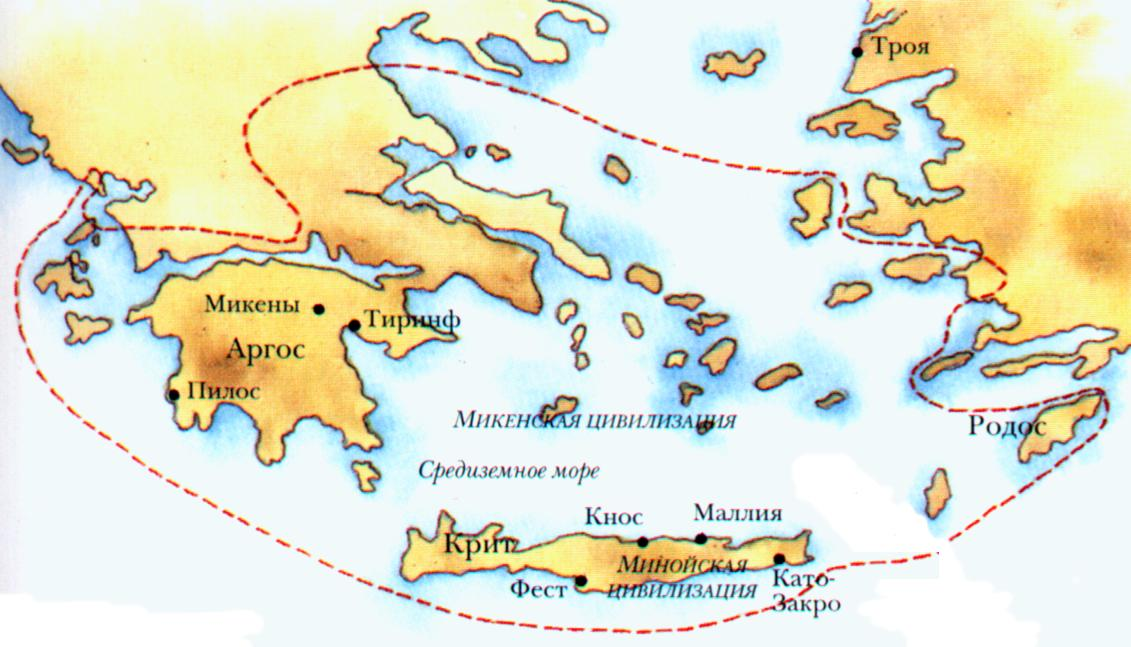 Троя
Микены
Тиринф
Аргос
Пилос
Микенская цивилизация
Родос
Средиземное море
Кнос
Маллия
Крит
Минойская
цивилизация
Фест
Като-
Закро